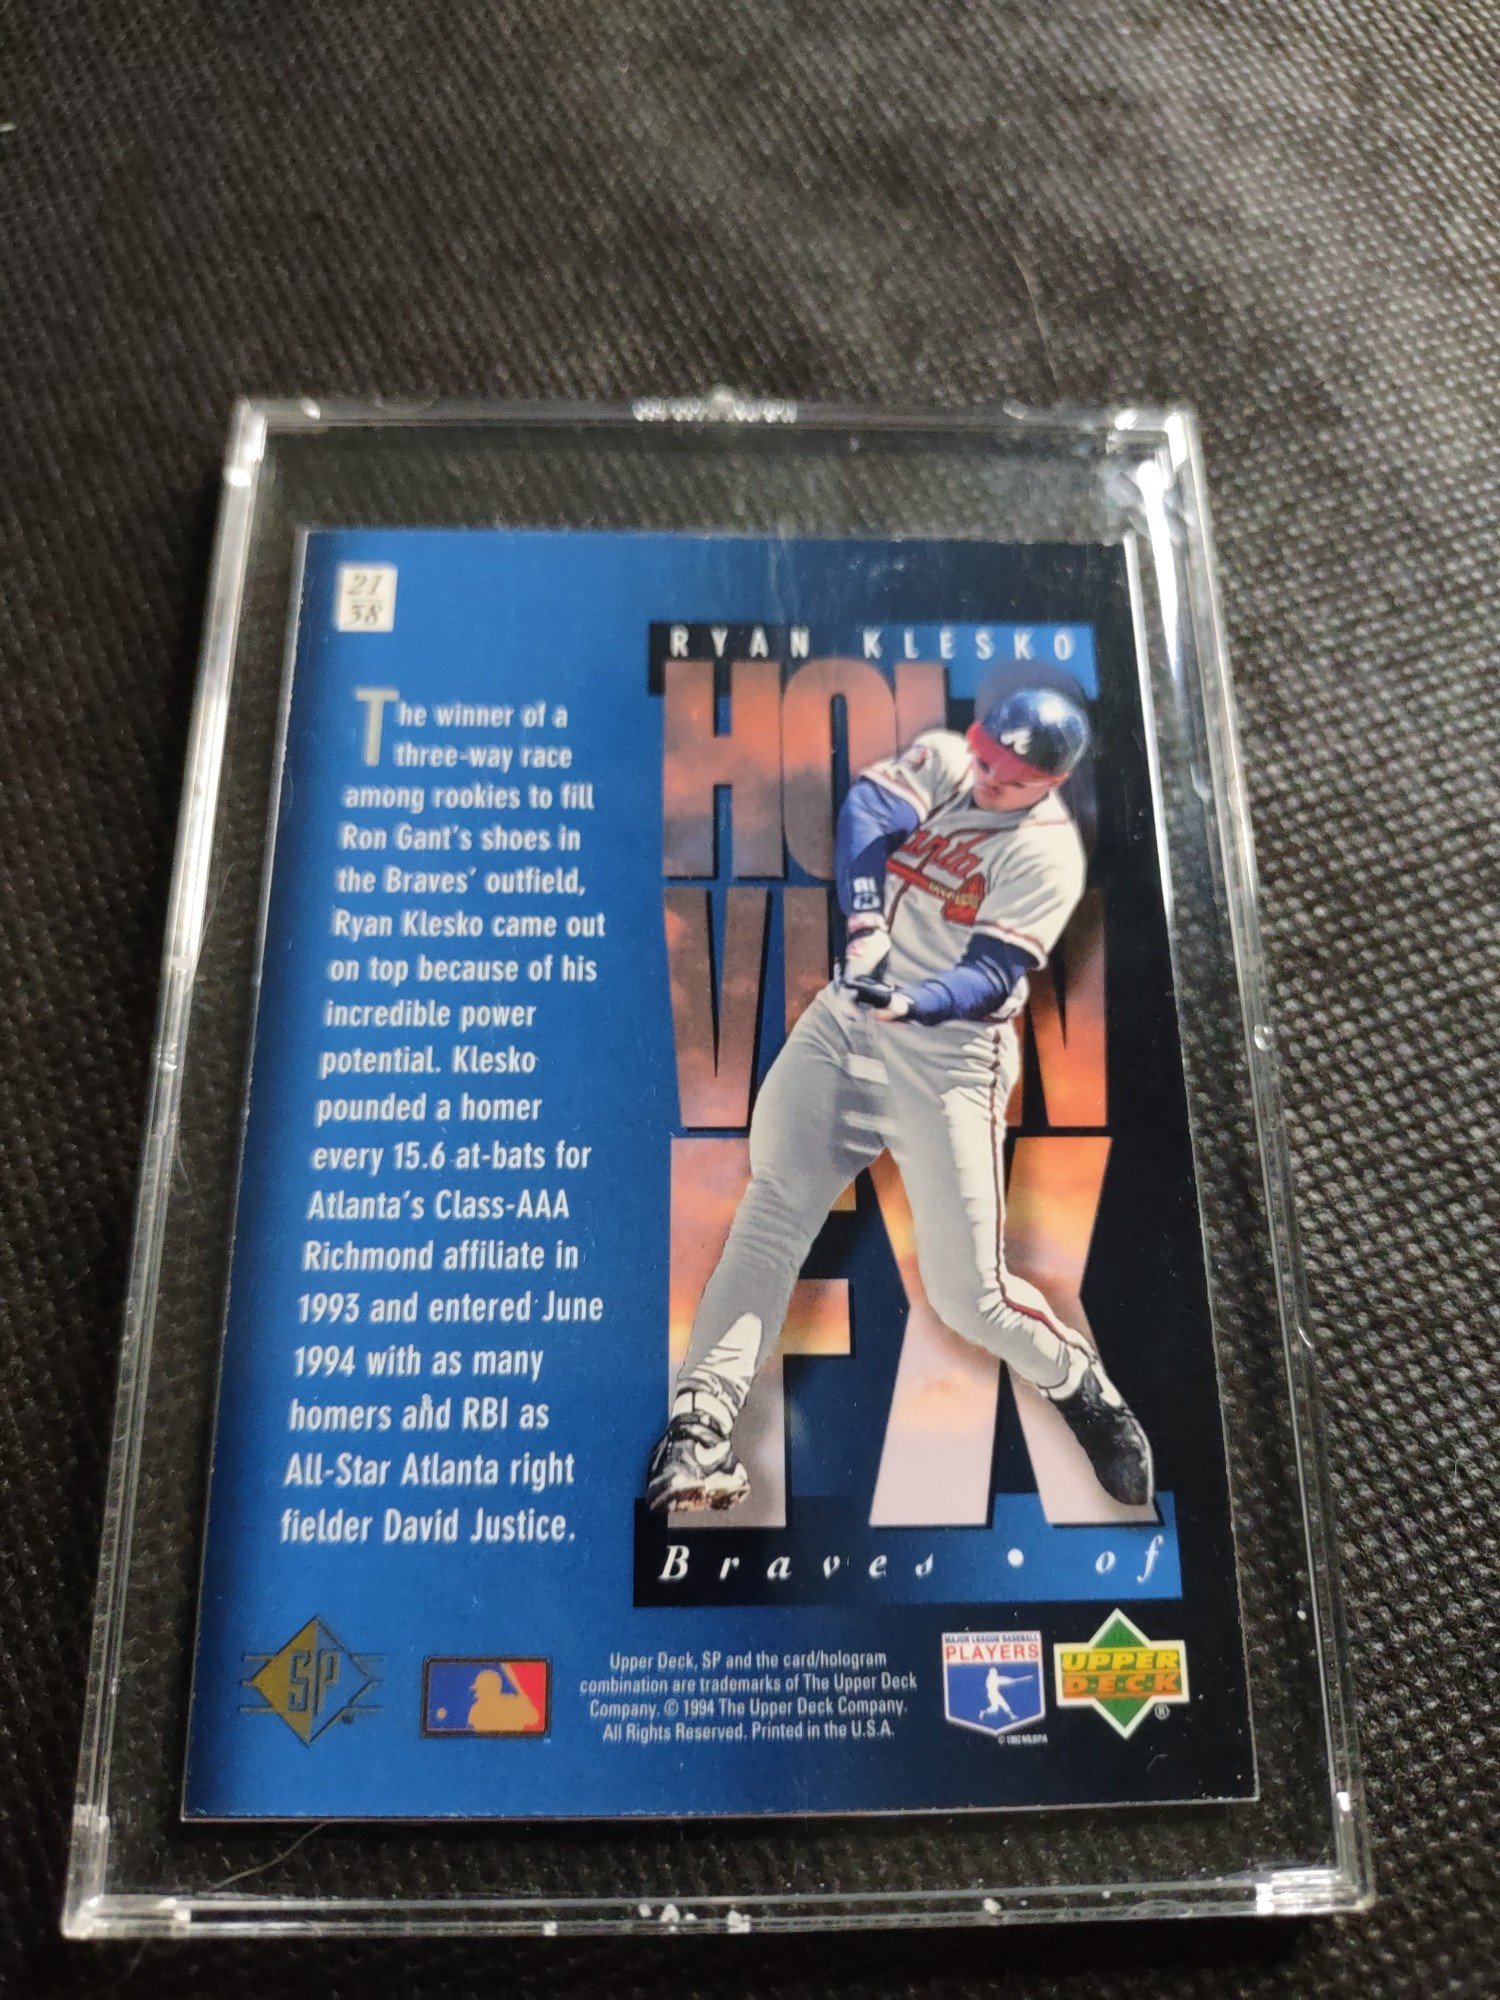 21
38
RYAN KLESKO
HOLO
VIEW
FX
The winner of a
three-way race
among rookies to fill
Ron Gant's shoes in
the Braves' outfield,
Ryan Klesko came out
on top because of his
incredible power
potential. Klesko
pounded a homer
every 15.6 at-bats for
Atlanta's Class-AAA
Richmond affiliate in
1993 and entered June
1994 with as many
homers and RBI as
All-Star Atlanta right
fielder David Justice.
Atlanta
Braves • of
SP
Upper Deck, SP and the card/hologram
combination are trademarks of The Upper Deck
Company. © 1994 The Upper Deck Company.
All Rights Reserved. Printed in the U.S.A.
MAJOR LEAGUE BASEBALL
PLAYERS
UPPER
DECK
®